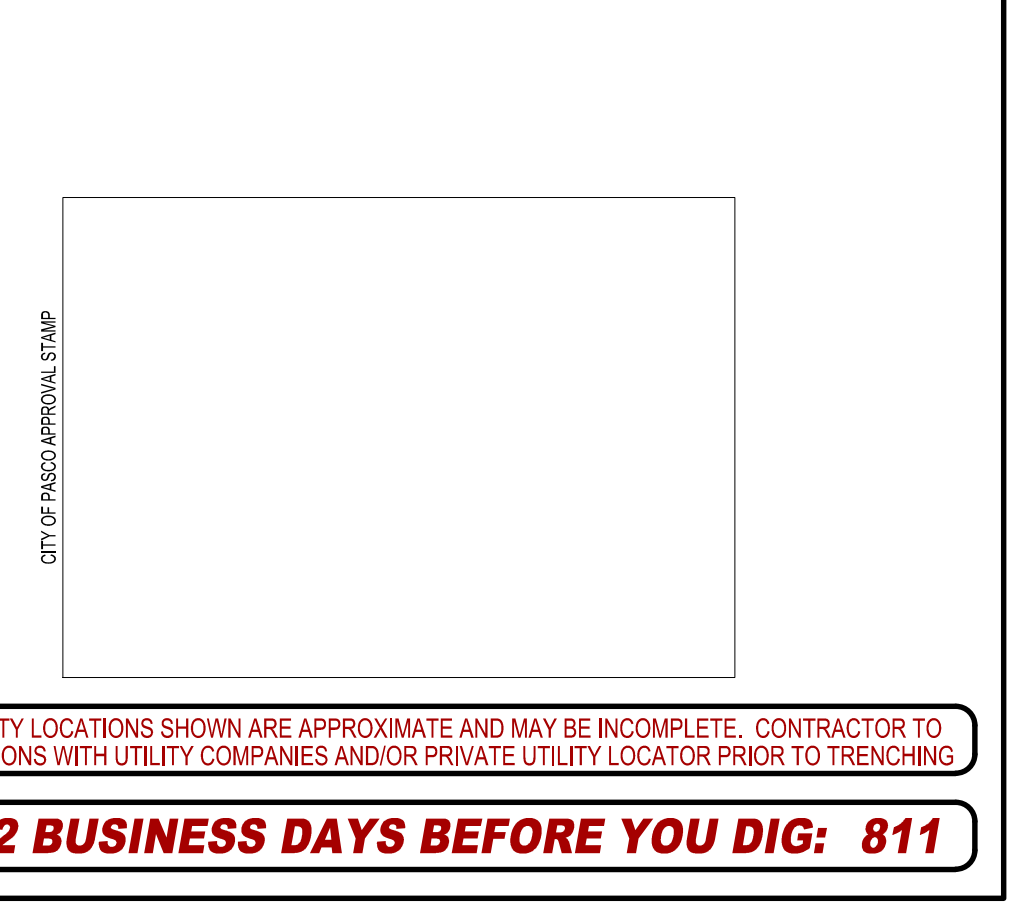 CITY OF PASCO APPROVAL STAMP
TY LOCATIONS SHOWN ARE APPROXIMATE AND MAY BE INCOMPLETE. CONTRACTOR TO
IONS WITH UTILITY COMPANIES AND/OR PRIVATE UTILITY LOCATOR PRIOR TO TRENCHING
2 BUSINESS DAYS BEFORE YOU DIG: 811